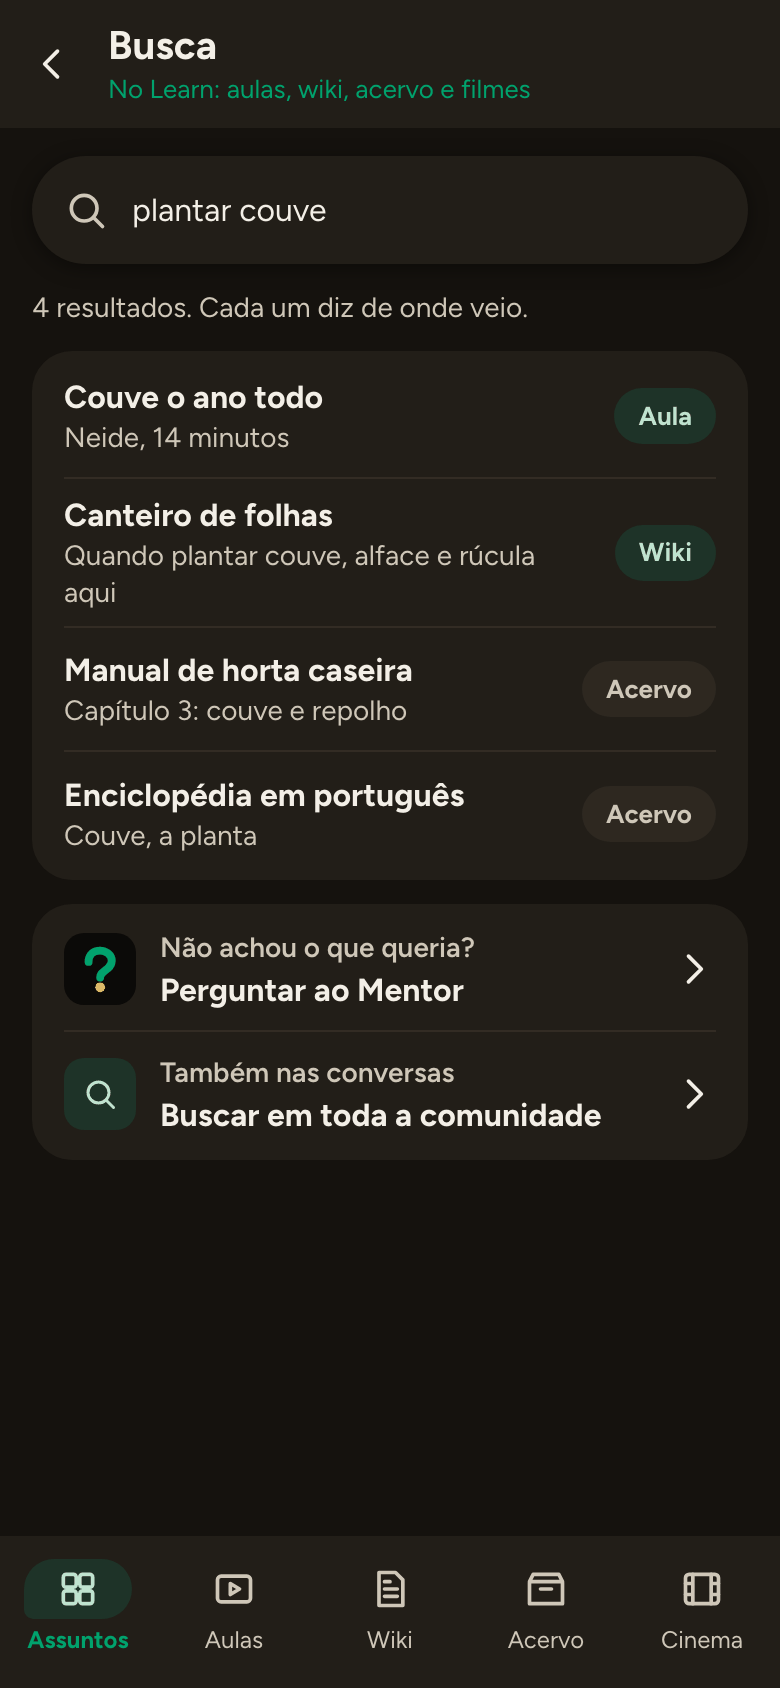 Busca
No Learn: aulas, wiki, acervo e filmes
plantar couve
4 resultados. Cada um diz de onde veio.
Couve o ano todo
Neide, 14 minutos
Aula
Canteiro de folhas
Quando plantar couve, alface e rúcula
aqui
Wiki
Manual de horta caseira
Capítulo 3: couve e repolho
Acervo
Enciclopédia em português
Couve, a planta
Acervo
?
Não achou o que queria?
Perguntar ao Mentor
Também nas conversas
Buscar em toda a comunidade
Assuntos
Aulas
Wiki
Acervo
Cinema